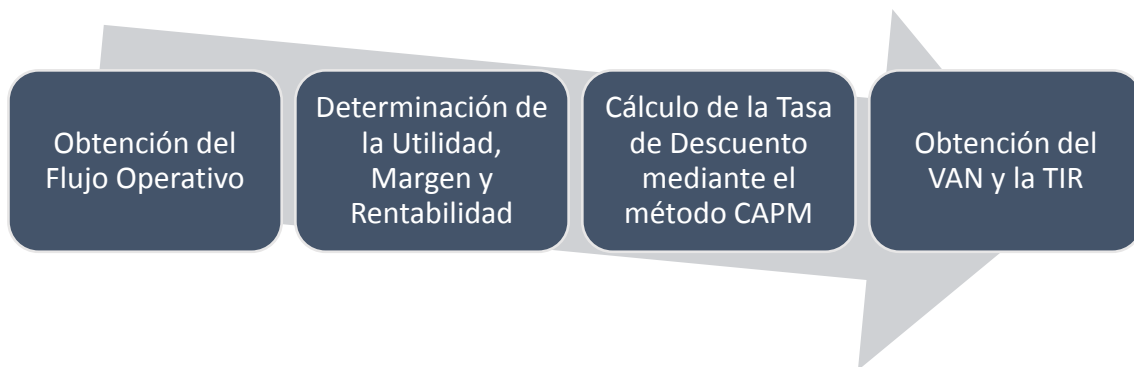 Obtención del
Flujo Operativo
Determinación de
la Utilidad,
Margen y
Rentabilidad
Cálculo de la Tasa
de Descuento
mediante el
método CAPM
Obtención del
VAN y la TIR